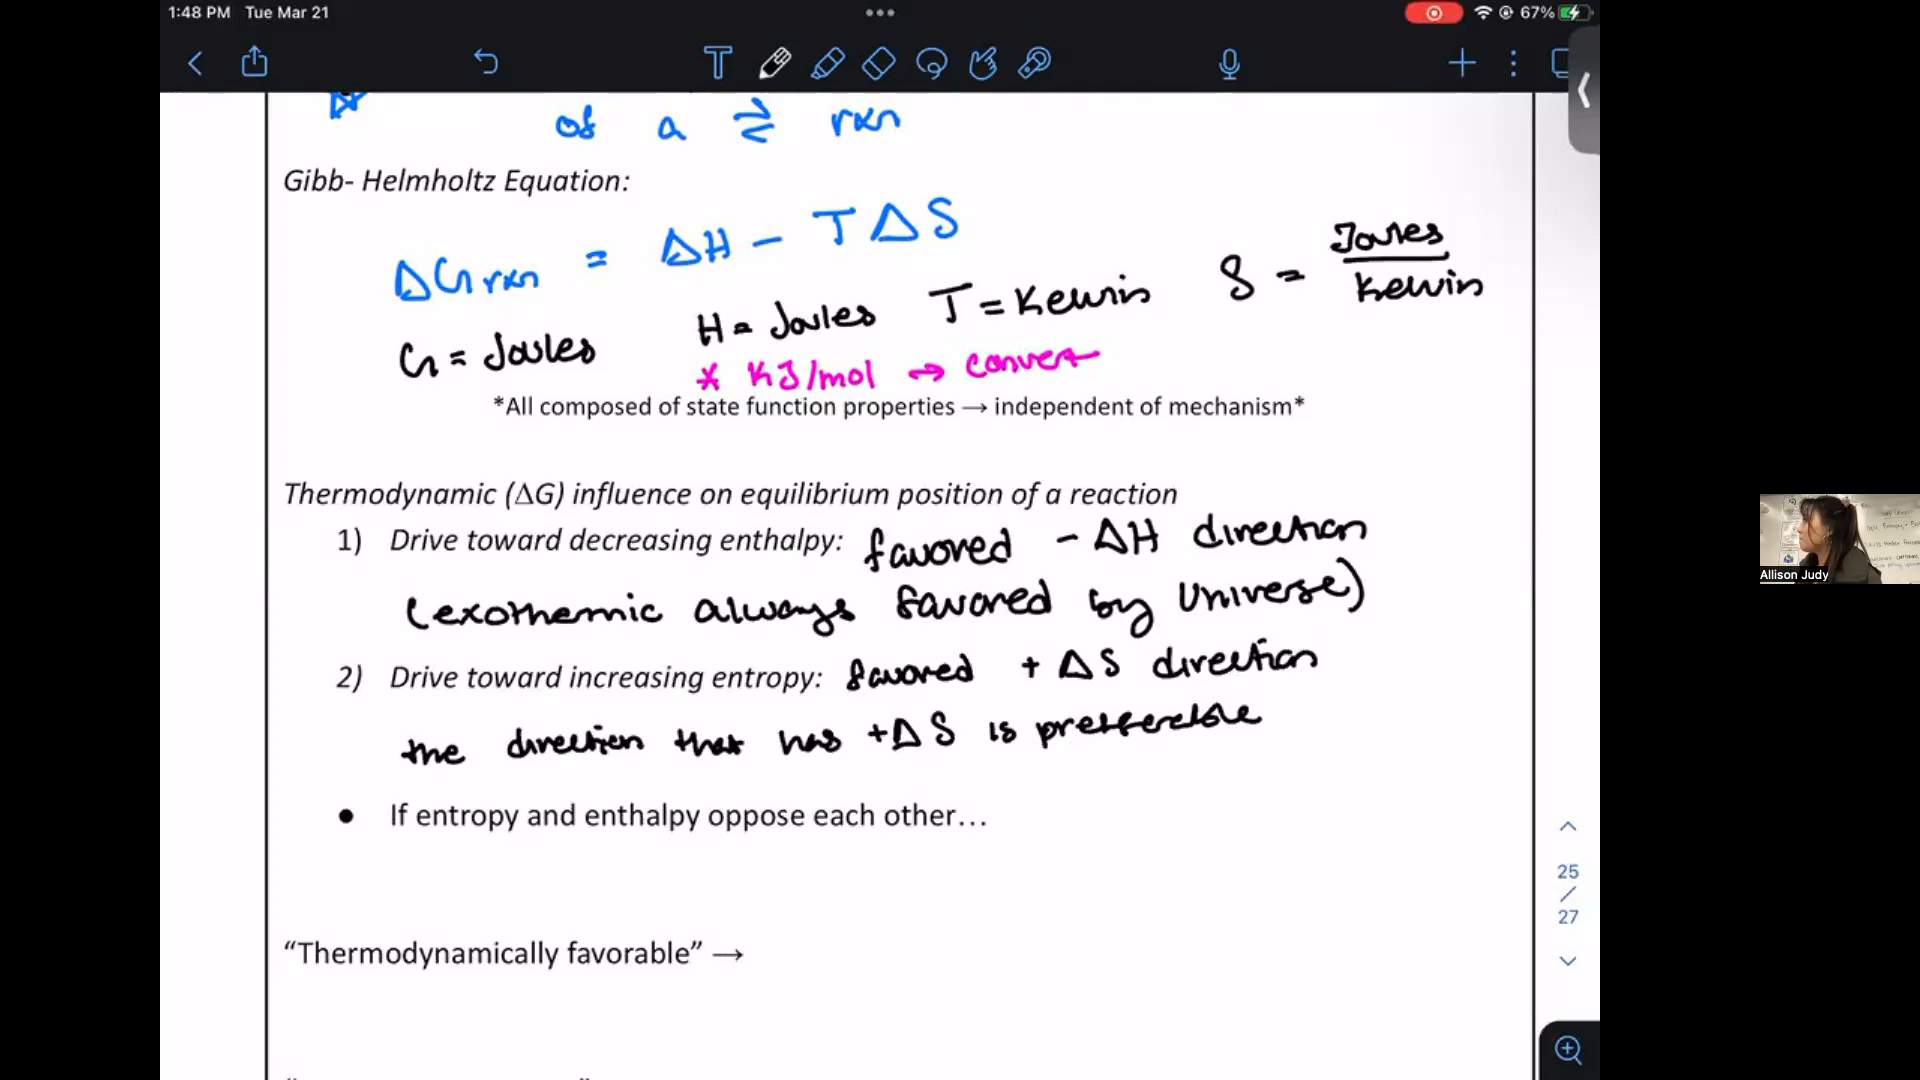 1:48 PM Tue Mar 21
67%
of a ⇌ rxn
Gibb- Helmholtz Equation:
ΔGrxn = ΔH - TΔS
G = Joules H = Joules T = Kelvin S = Joules/Kelvin
* KJ/mol → convert
*All composed of state function properties → independent of mechanism*
Thermodynamic (ΔG) influence on equilibrium position of a reaction
1) Drive toward decreasing enthalpy: favored - ΔH direction
(exothemic always favored by universe)
2) Drive toward increasing entropy: favored + ΔS direction
the direction that has +ΔS is prefferable
● If entropy and enthalpy oppose each other…
“Thermodynamically favorable” →
25
/
27
Allison Judy